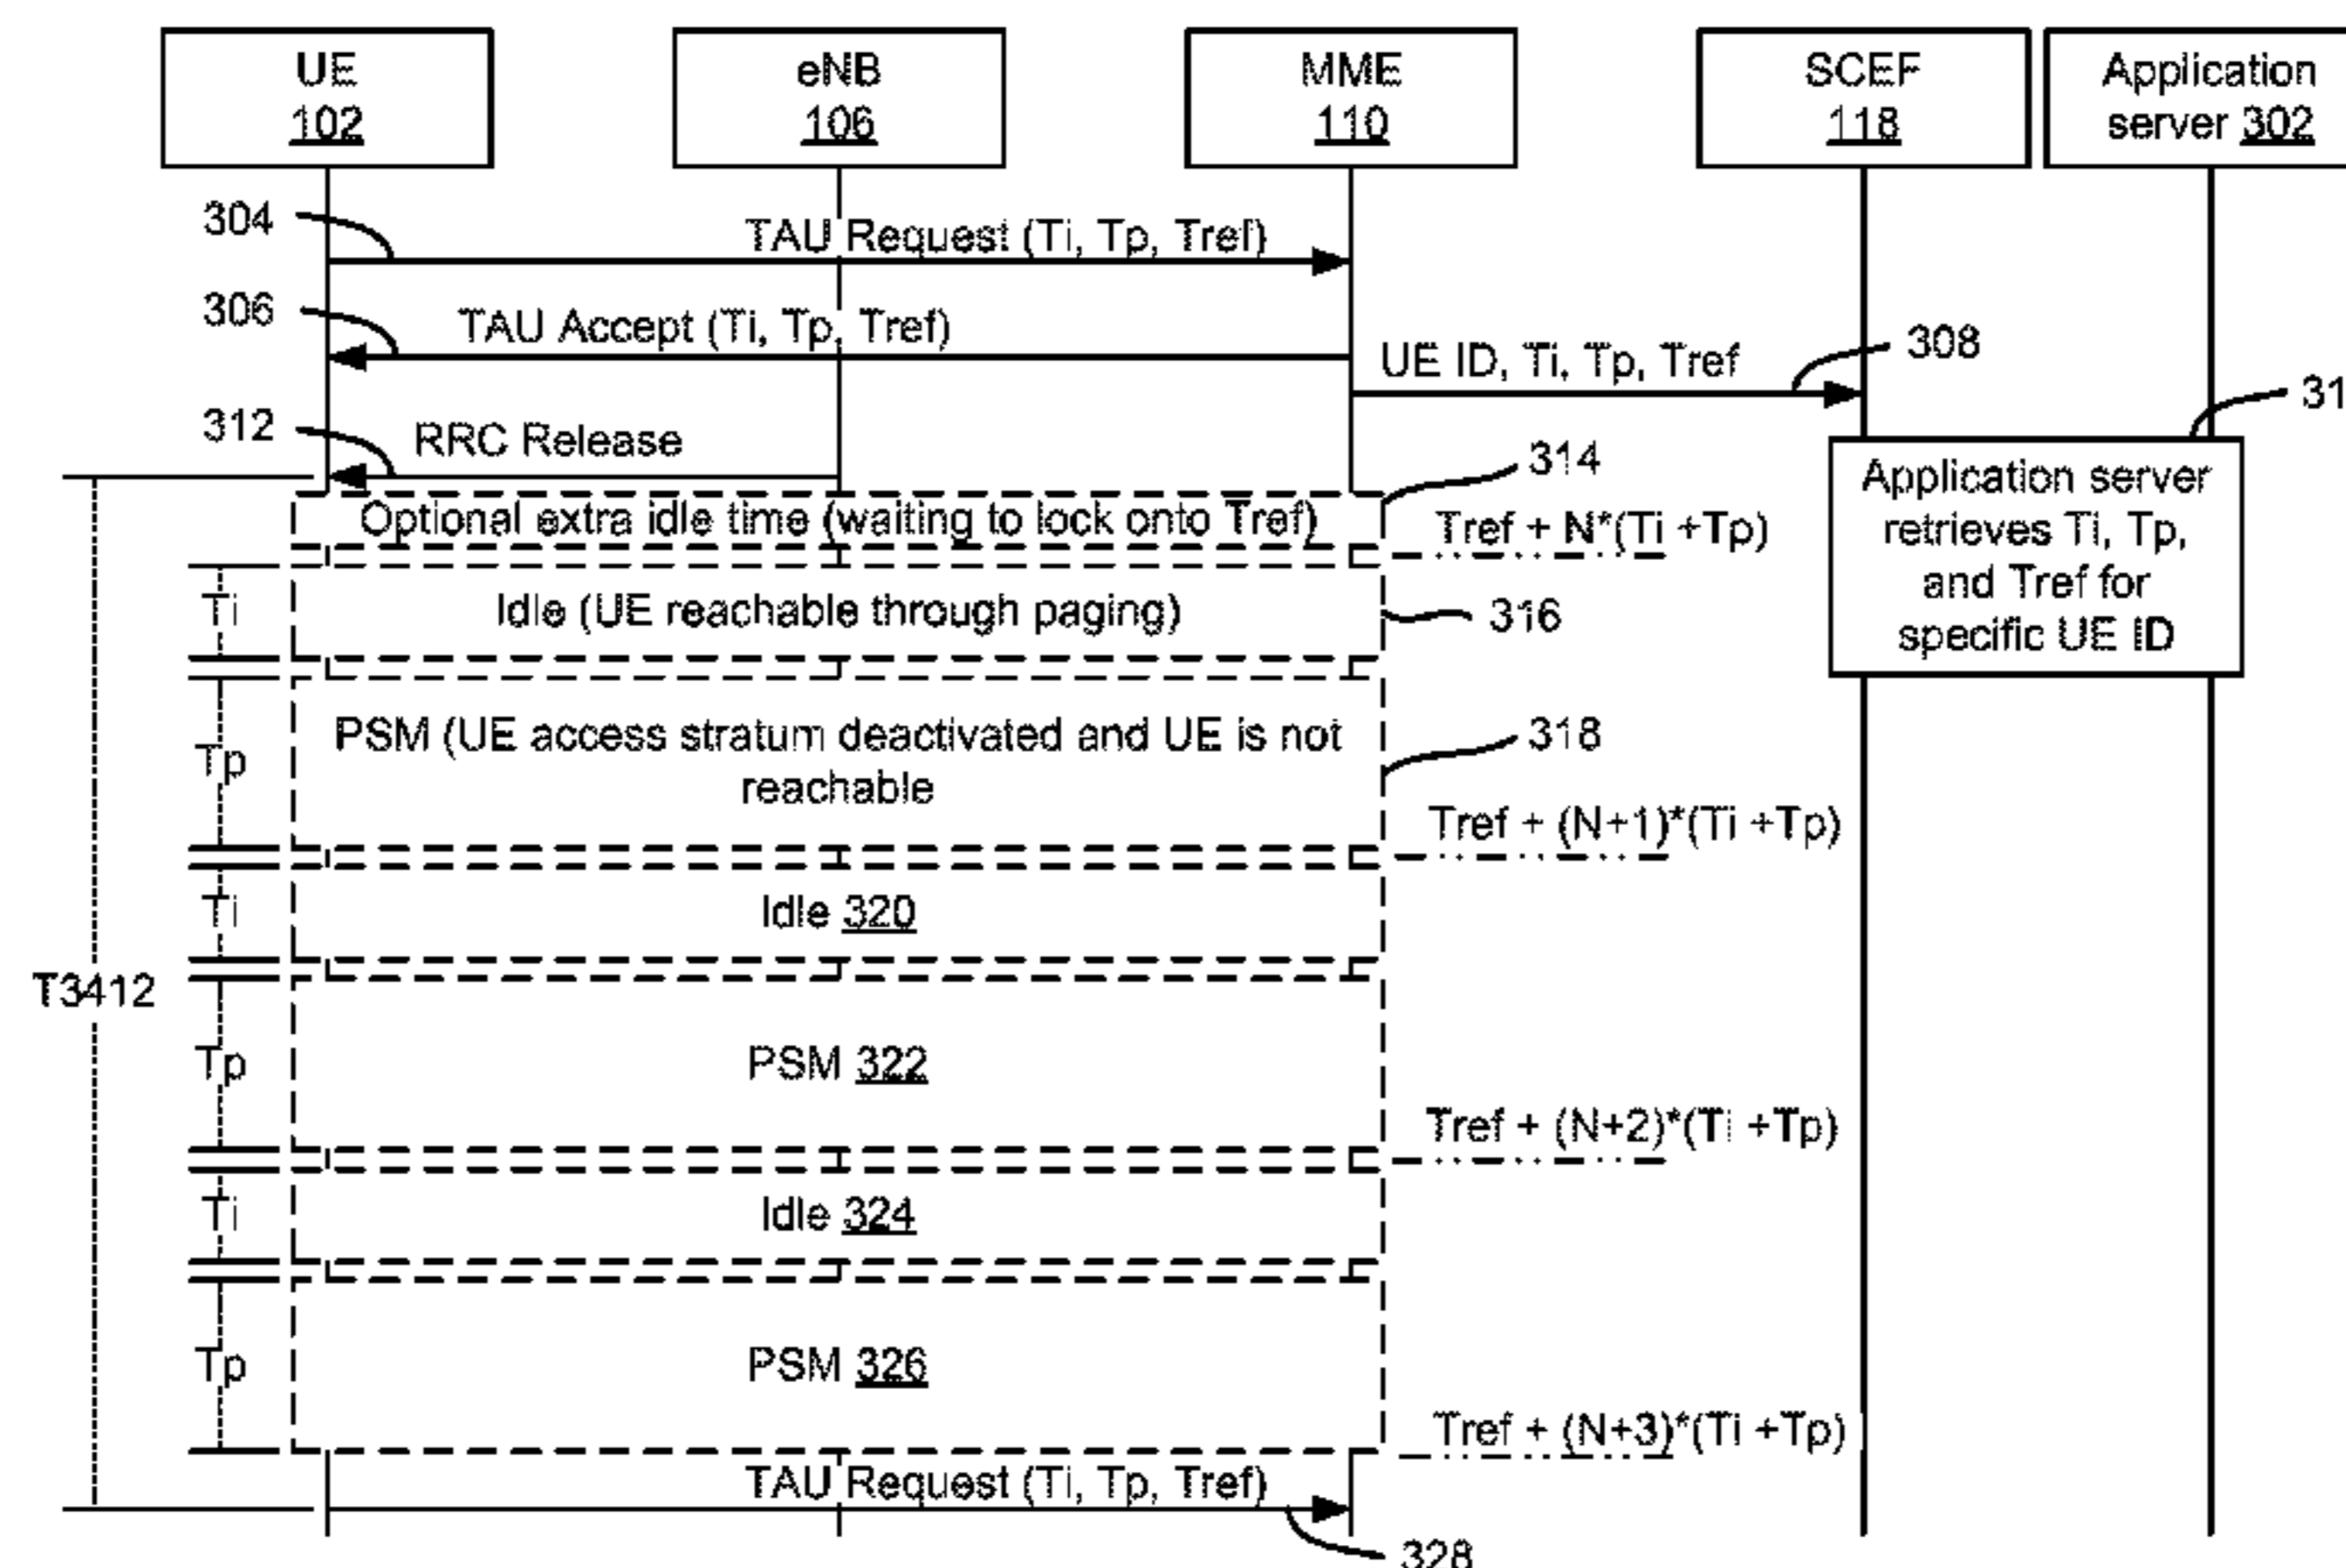 UE
102
eNB
106
MME
110
SCEF
118
Application
server 302
304
TAU Request (Ti, Tp, Tref)
306
TAU Accept (Ti, Tp, Tref)
UE ID, Ti, Tp, Tref
308
31
312
RRC Release
314
Optional extra idle time (waiting to lock onto Tref)
Tref + N*(Ti +Tp)
Application server
retrieves Ti, Tp,
and Tref for
specific UE ID
Ti
Idle (UE reachable through paging)
316
Tp
PSM (UE access stratum deactivated and UE is not
reachable
318
Tref + (N+1)*(Ti +Tp)
Ti
Idle 320
T3412
Tp
PSM 322
Tref + (N+2)*(Ti +Tp)
Ti
Idle 324
Tp
PSM 326
Tref + (N+3)*(Ti +Tp)
TAU Request (Ti, Tp, Tref)
328